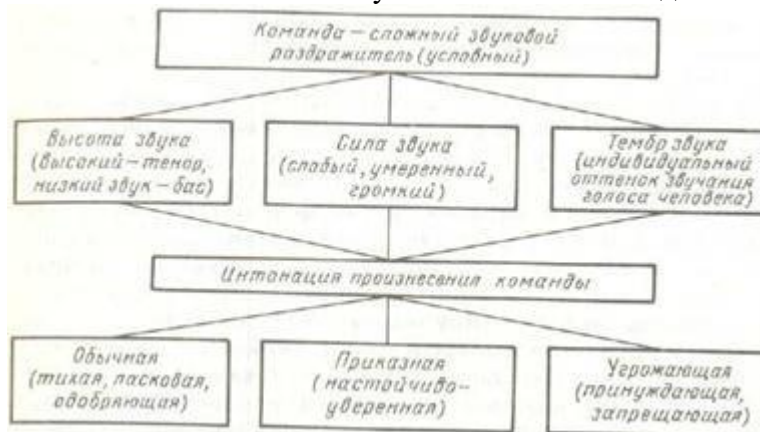 Команда — сложный звуковой
раздражитель (условный)
Высота звука
(высокий — тенор,
низкий звук — бас)
Сила звука
(слабый, умеренный,
громкий)
Тембр звука
(индивидуальный
оттенок звучания
голоса человека)
Интонация произнесения команды
Обычная
(тихая, ласковая,
одобряющая)
Приказная
(настойчиво-
уверенная)
Угрожающая
(принуждающая,
запрещающая)